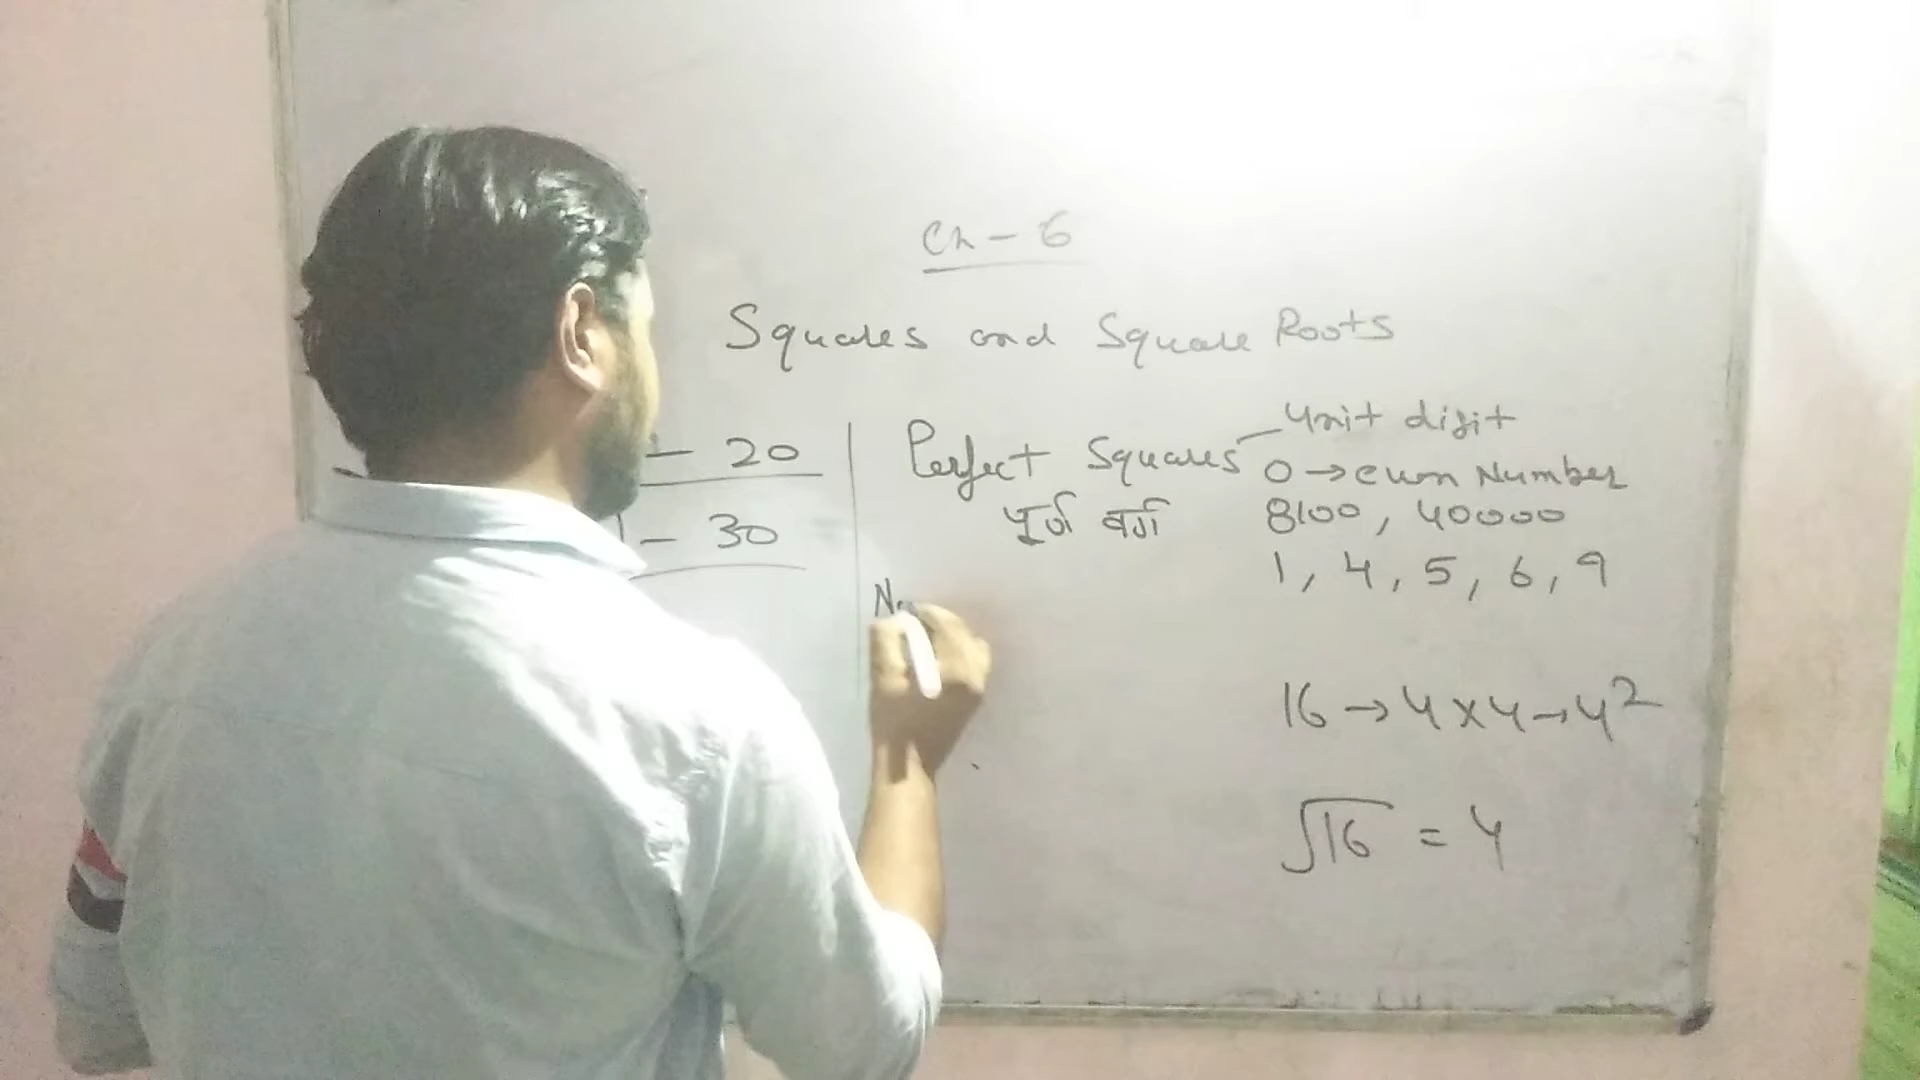 Ch - 6
Squares and Square Roots
- 20
- 30
Perfect Squares - Unit digit
पूर्ण वर्ग
0 → even Number
8100, 40000
1, 4, 5, 6, 9
16 → 4 x 4 → 4²
√16 = 4